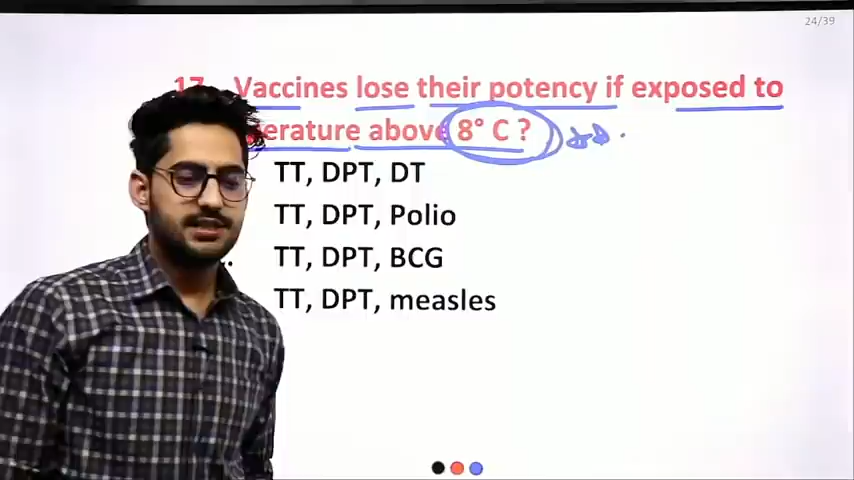 24/39
17. Vaccines lose their potency if exposed to
erature above 8° C ?
TT, DPT, DT
TT, DPT, Polio
TT, DPT, BCG
TT, DPT, measles